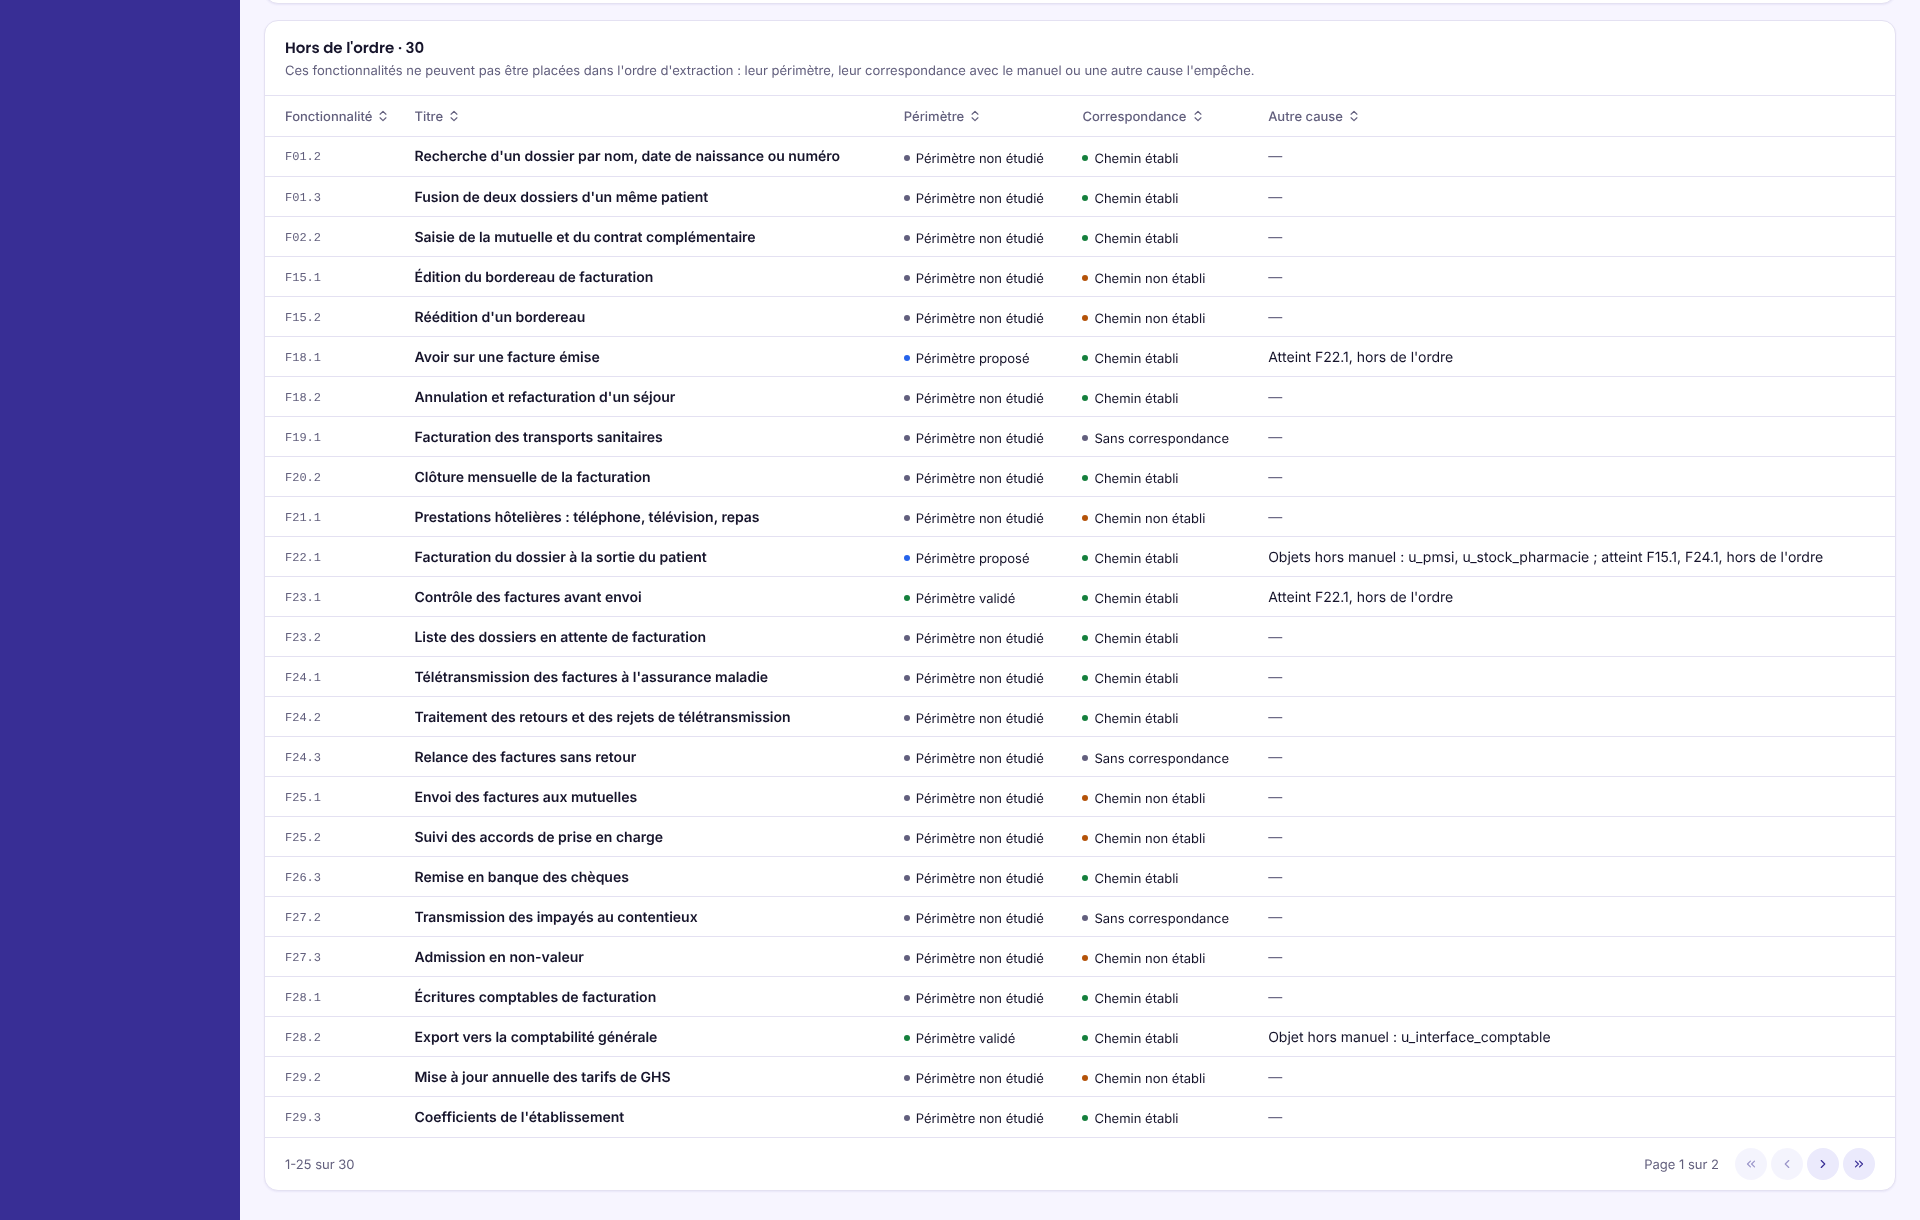 Hors de l'ordre · 30
Ces fonctionnalités ne peuvent pas être placées dans l'ordre d'extraction : leur périmètre, leur correspondance avec le manuel ou une autre cause l'empêche.
Fonctionnalité Titre Périmètre Correspondance Autre cause
F01.2 Recherche d'un dossier par nom, date de naissance ou numéro Périmètre non étudié Chemin établi —
F01.3 Fusion de deux dossiers d'un même patient Périmètre non étudié Chemin établi —
F02.2 Saisie de la mutuelle et du contrat complémentaire Périmètre non étudié Chemin établi —
F15.1 Édition du bordereau de facturation Périmètre non étudié Chemin non établi —
F15.2 Réédition d'un bordereau Périmètre non étudié Chemin non établi —
F18.1 Avoir sur une facture émise Périmètre proposé Chemin établi Atteint F22.1, hors de l'ordre
F18.2 Annulation et refacturation d'un séjour Périmètre non étudié Chemin établi —
F19.1 Facturation des transports sanitaires Périmètre non étudié Sans correspondance —
F20.2 Clôture mensuelle de la facturation Périmètre non étudié Chemin établi —
F21.1 Prestations hôtelières : téléphone, télévision, repas Périmètre non étudié Chemin non établi —
F22.1 Facturation du dossier à la sortie du patient Périmètre proposé Chemin établi Objets hors manuel : u_pmsi, u_stock_pharmacie ; atteint F15.1, F24.1, hors de l'ordre
F23.1 Contrôle des factures avant envoi Périmètre validé Chemin établi Atteint F22.1, hors de l'ordre
F23.2 Liste des dossiers en attente de facturation Périmètre non étudié Chemin établi —
F24.1 Télétransmission des factures à l'assurance maladie Périmètre non étudié Chemin établi —
F24.2 Traitement des retours et des rejets de télétransmission Périmètre non étudié Chemin établi —
F24.3 Relance des factures sans retour Périmètre non étudié Sans correspondance —
F25.1 Envoi des factures aux mutuelles Périmètre non étudié Chemin non établi —
F25.2 Suivi des accords de prise en charge Périmètre non étudié Chemin non établi —
F26.3 Remise en banque des chèques Périmètre non étudié Chemin établi —
F27.2 Transmission des impayés au contentieux Périmètre non étudié Sans correspondance —
F27.3 Admission en non-valeur Périmètre non étudié Chemin non établi —
F28.1 Écritures comptables de facturation Périmètre non étudié Chemin établi —
F28.2 Export vers la comptabilité générale Périmètre validé Chemin établi Objet hors manuel : u_interface_comptable
F29.2 Mise à jour annuelle des tarifs de GHS Périmètre non étudié Chemin non établi —
F29.3 Coefficients de l'établissement Périmètre non étudié Chemin établi —
1-25 sur 30 Page 1 sur 2